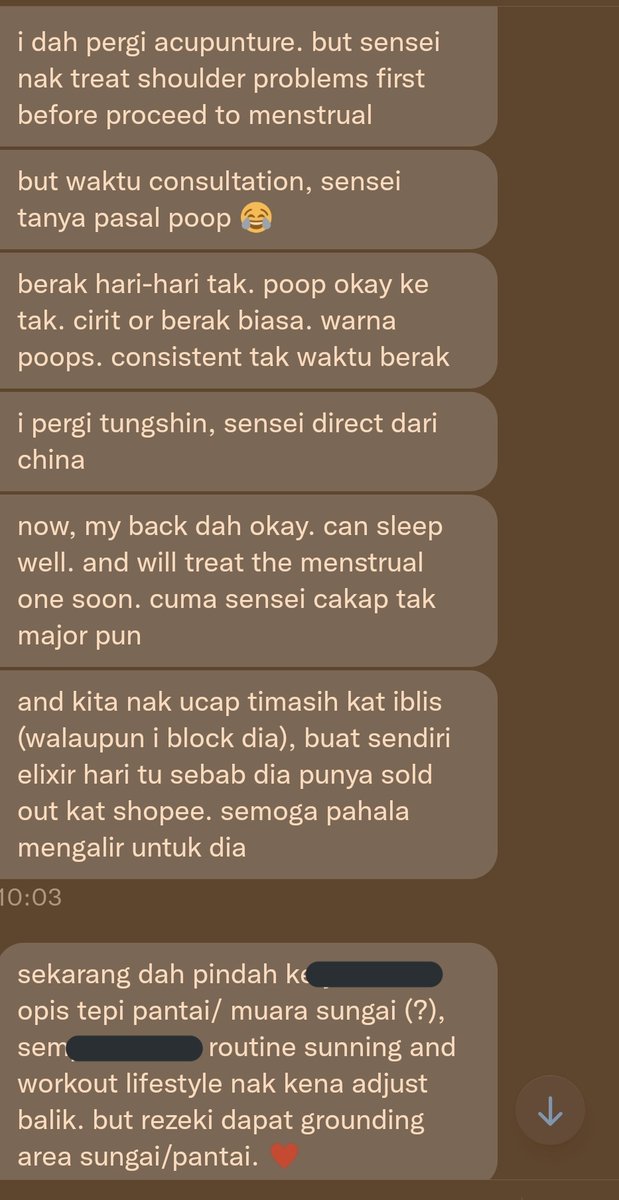 i dah pergi acupunture. but sensei
nak treat shoulder problems first
before proceed to menstrual
but waktu consultation, sensei
tanya pasal poop 😂
berak hari-hari tak. poop okay ke
tak. cirit or berak biasa. warna
poops. consistent tak waktu berak
i pergi tungshin, sensei direct dari
china
now, my back dah okay. can sleep
well. and will treat the menstrual
one soon. cuma sensei cakap tak
major pun
and kita nak ucap timasih kat iblis
(walaupun i block dia), buat sendiri
elixir hari tu sebab dia punya sold
out kat shopee. semoga pahala
mengalir untuk dia
10:03
sekarang dah pindah ke
opis tepi pantai/ muara sungai (?),
sem routine sunning and
workout lifestyle nak kena adjust
balik. but rezeki dapat grounding
area sungai/pantai. ❤️